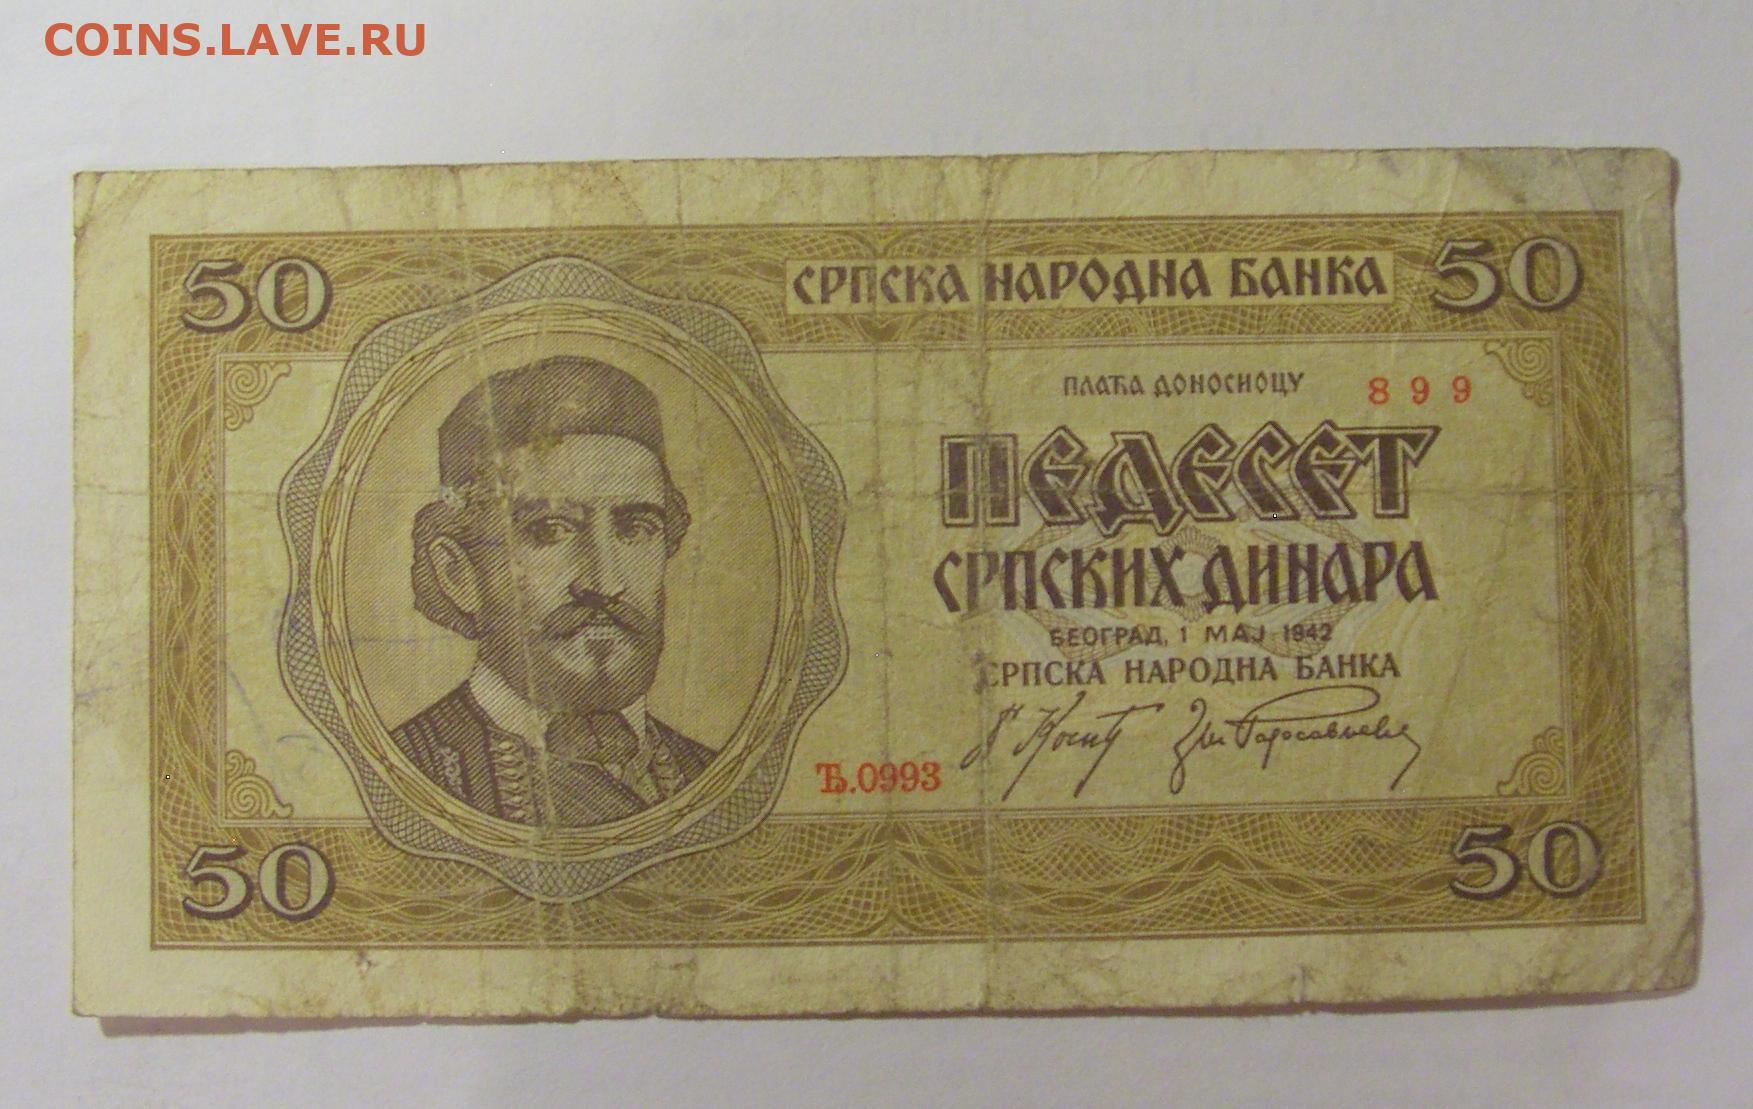 COINS.LAVE.RU
50
СРПСКА НАРОДНА БАНКА
50
ПЛАЋА ДОНОСИОЦУ
899
ПЕДЕСЕТ
СРПСКИХ ДИНАРА
БЕОГРАД, 1 МАЈ 1942
СРПСКА НАРОДНА БАНКА
Ђ.0993
50
50